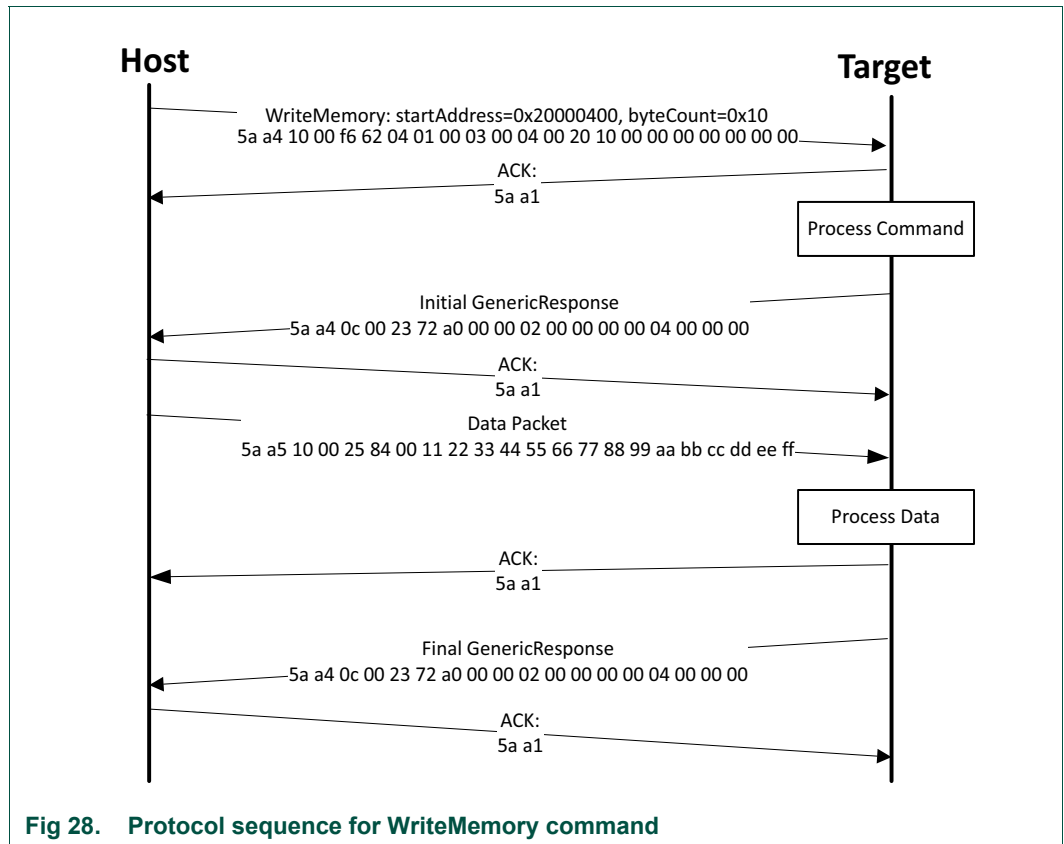 Host
Target
WriteMemory: startAddress=0x20000400, byteCount=0x10
5a a4 10 00 f6 62 04 01 00 03 00 04 00 20 10 00 00 00 00 00 00 00
ACK:
5a a1
Process Command
Initial GenericResponse
5a a4 0c 00 23 72 a0 00 00 02 00 00 00 00 04 00 00 00
ACK:
5a a1
Data Packet
5a a5 10 00 25 84 00 11 22 33 44 55 66 77 88 99 aa bb cc dd ee ff
Process Data
ACK:
5a a1
Final GenericResponse
5a a4 0c 00 23 72 a0 00 00 02 00 00 00 00 04 00 00 00
ACK:
5a a1
Fig 28. Protocol sequence for WriteMemory command